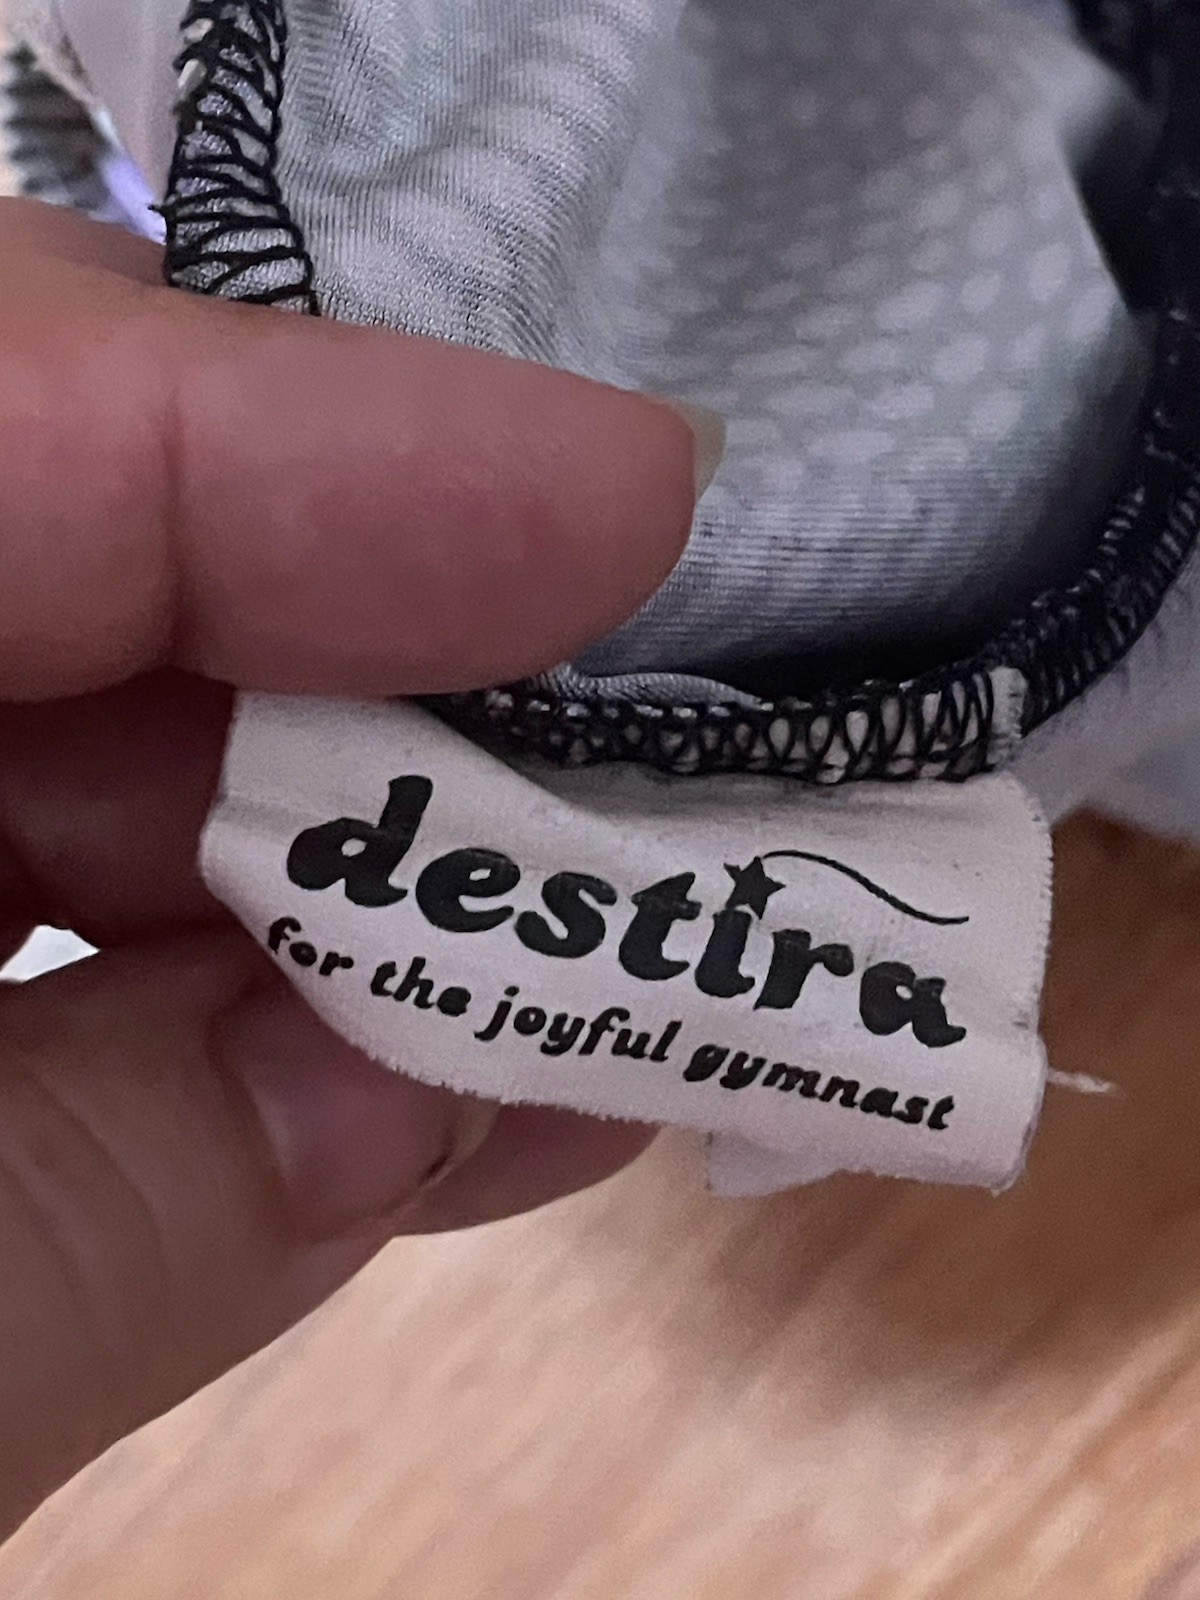 destira
for the joyful gymnast